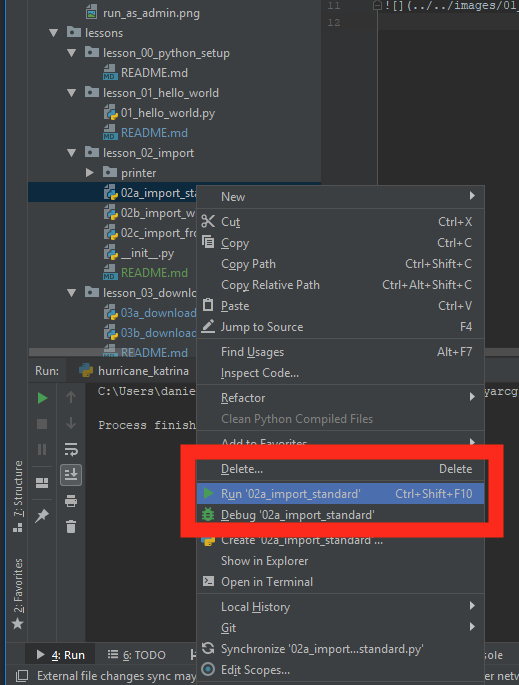 run_as_admin.png
lessons
lesson_00_python_setup
README.md
lesson_01_hello_world
01_hello_world.py
README.md
lesson_02_import
printer
02a_import_sta
02b_import_w
02c_import_fro
__init__.py
README.md
lesson_03_downloa
03a_download
03b_download
README.md
11 ![](../../images/01_
12
New
Cut Ctrl+X
Copy Ctrl+C
Copy Path Ctrl+Shift+C
Copy Relative Path Ctrl+Alt+Shift+C
Paste Ctrl+V
Jump to Source F4
Find Usages Alt+F7
Inspect Code...
Refactor
Clean Python Compiled Files
Add to Favorites
Delete... Delete
Run '02a_import_standard' Ctrl+Shift+F10
Debug '02a_import_standard'
Create '02a_import_standard'...
Show in Explorer
Open in Terminal
Local History
Git
Synchronize '02a_import...standard.py'
Edit Scopes...
Run: hurricane_katrina
C:\Users\danie
yarcg
Process finish
7: Structure
2: Favorites
4: Run 6: TODO
sole
External file changes sync may